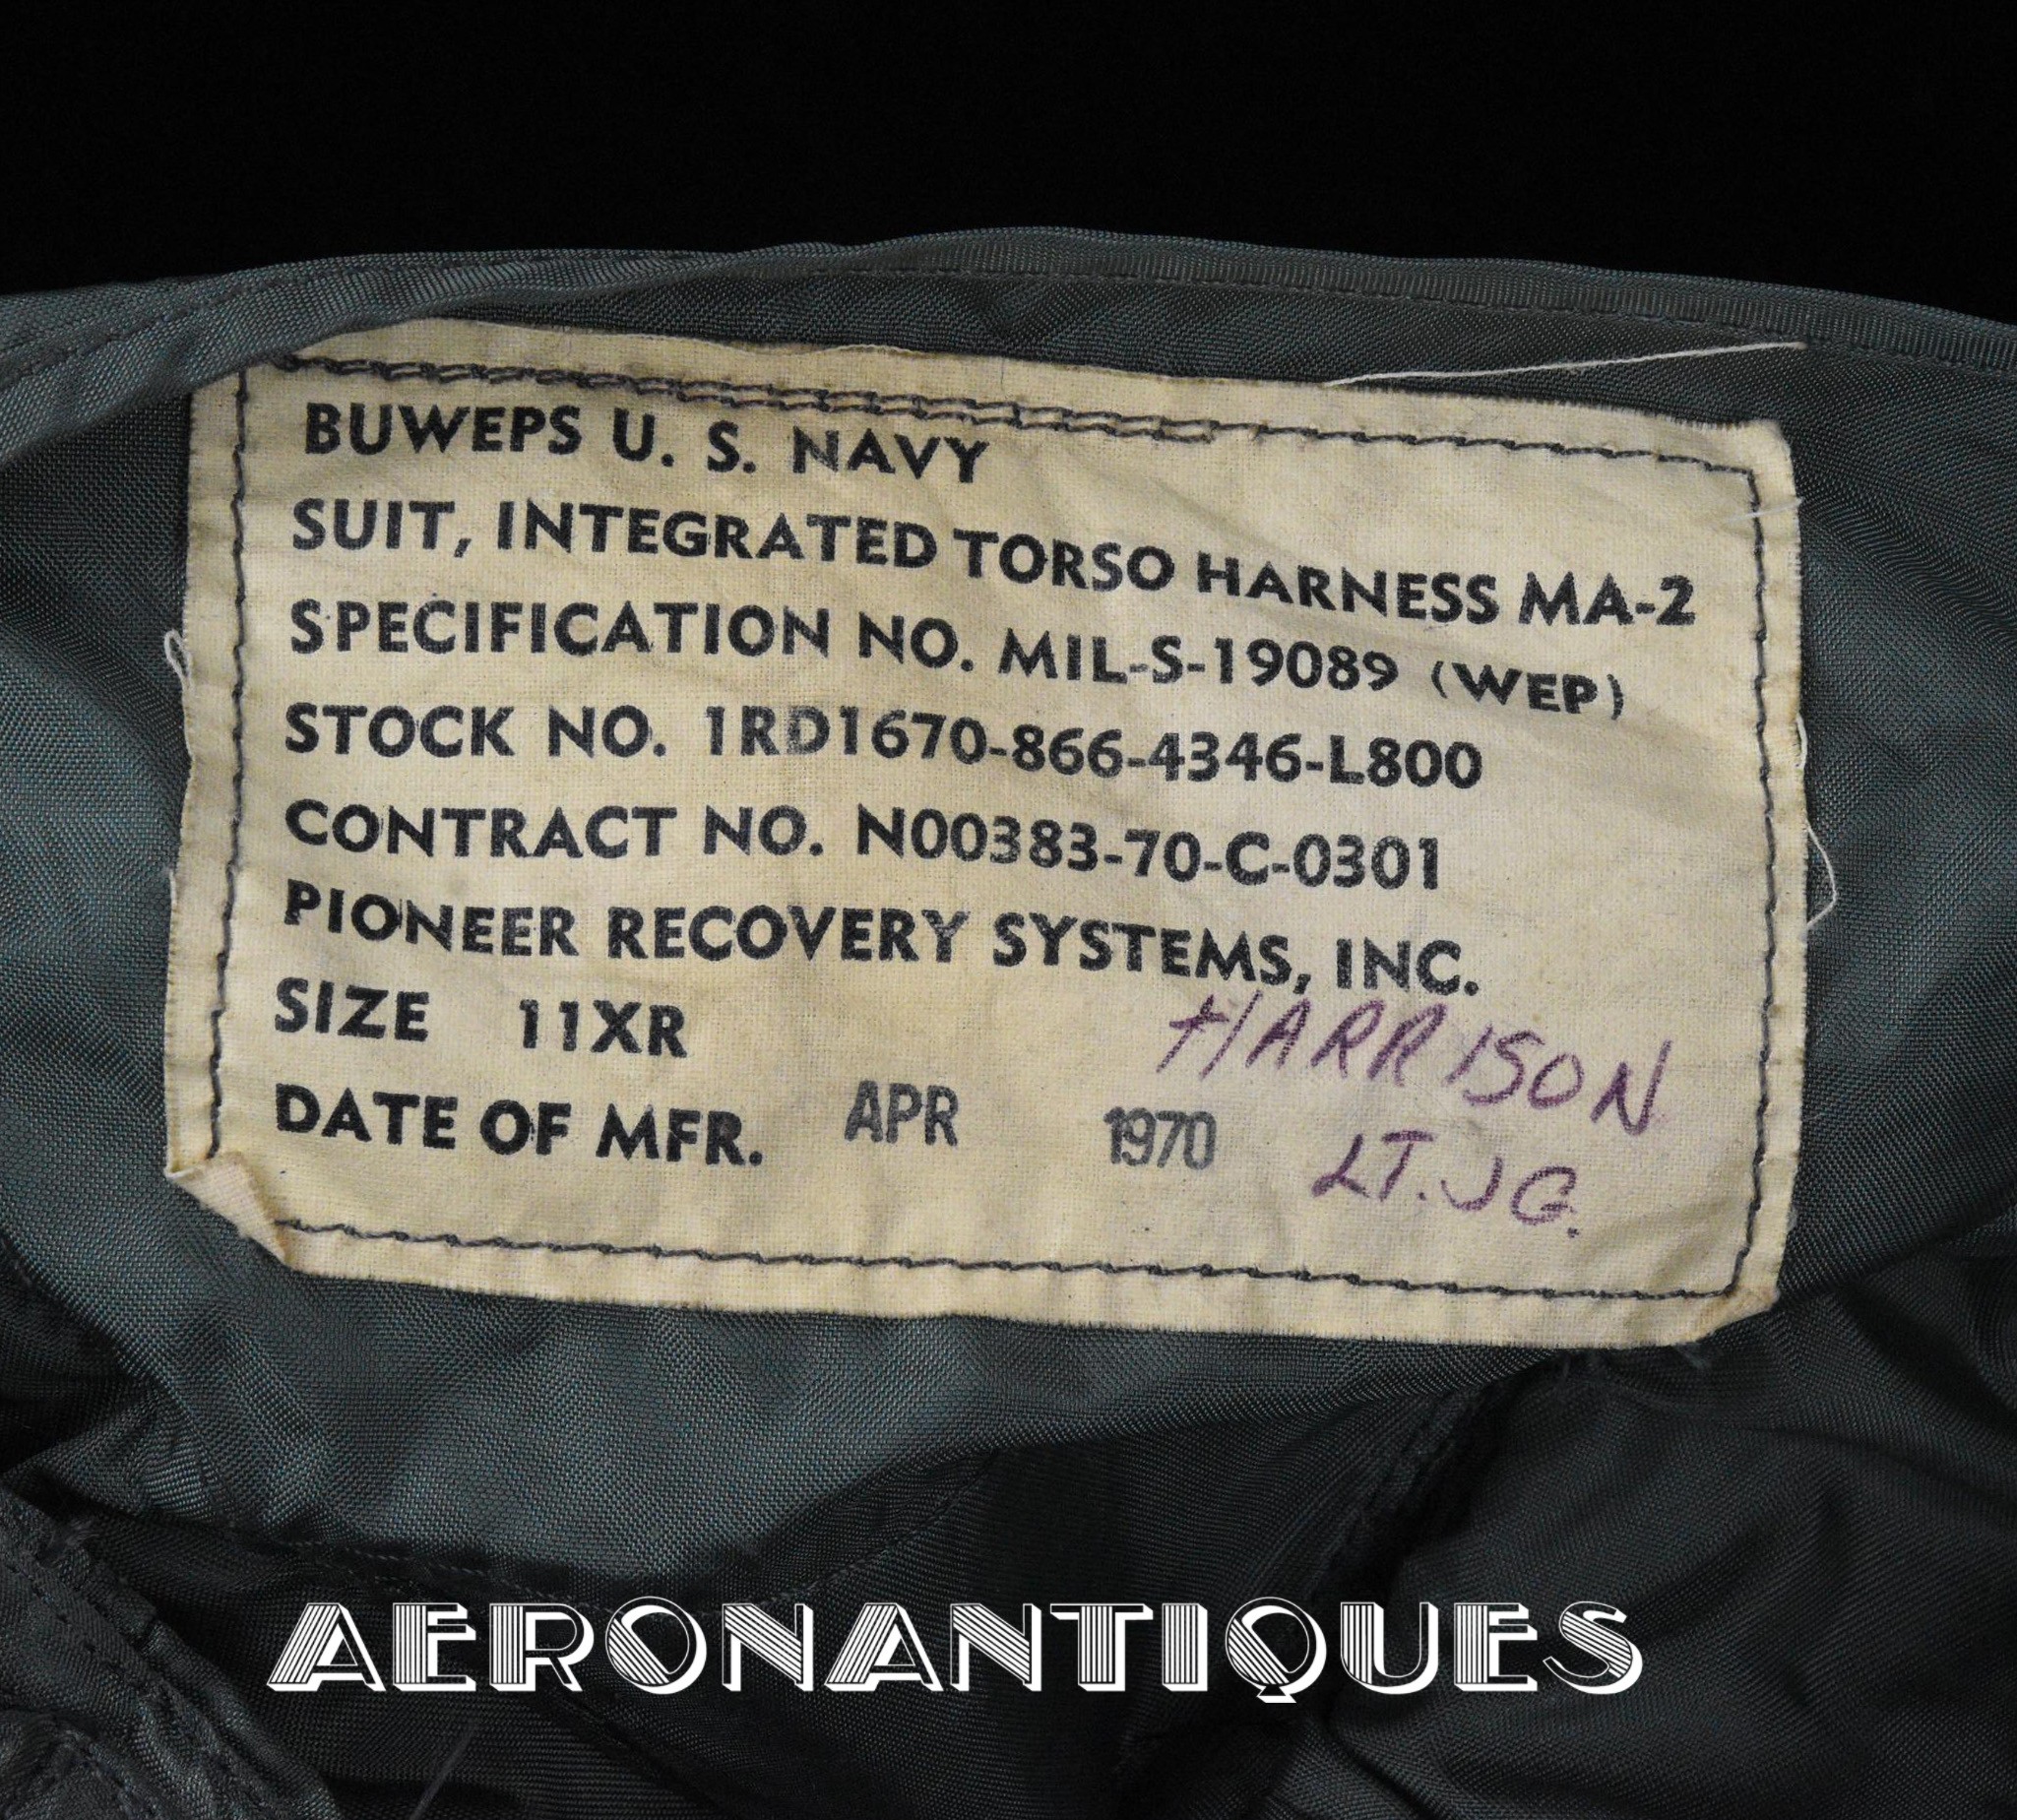 BUWEPS U. S. NAVY
SUIT, INTEGRATED TORSO HARNESS MA-2
SPECIFICATION NO. MIL-S-19089 (WEP)
STOCK NO. 1RD1670-866-4346-L800
CONTRACT NO. N00383-70-C-0301
PIONEER RECOVERY SYSTEMS, INC.
SIZE 11XR
HARRISON
DATE OF MFR. APR 1970
LT. JG.
AERONANTIQUES